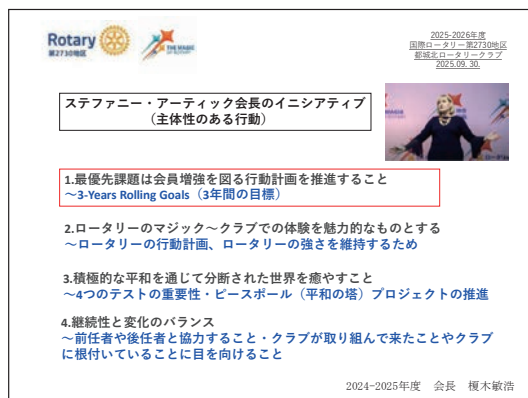 Rotary
第2730地区
THE MAGIC
OF ROTARY
2025-2026年度
国際ロータリー第2730地区
都城北ロータリークラブ
2025.09. 30.
ステファニー・アーティック会長のイニシアティブ
（主体性のある行動）
1.最優先課題は会員増強を図る行動計画を推進すること
～3-Years Rolling Goals（3年間の目標）
2.ロータリーのマジック～クラブでの体験を魅力的なものとする
～ロータリーの行動計画、ロータリーの強さを維持するため
3.積極的な平和を通じて分断された世界を癒やすこと
～4つのテストの重要性・ピースポール（平和の塔）プロジェクトの推進
4.継続性と変化のバランス
～前任者や後任者と協力すること・クラブが取り組んで来たことやクラブ
に根付いていることに目を向けること
2024-2025年度　会長　榎木敏浩